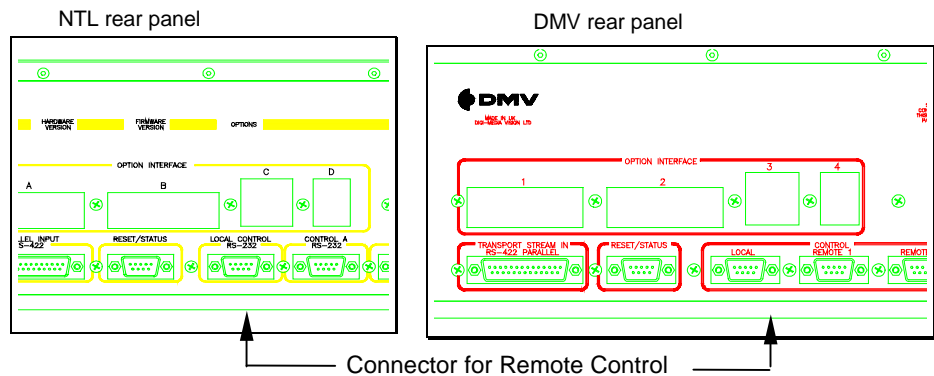 NTL rear panel
DMV rear panel
HARDWARE
VERSION
FIRMWARE
VERSION
OPTIONS
OPTION INTERFACE
A
B
C
D
LEL INPUT
S-422
RESET/STATUS
LOCAL CONTROL
RS-232
CONTROL A
RS-232
DMV
MADE IN UK
DIGI-MEDIA VISION LTD
OPTION INTERFACE
1
2
3
4
TRANSPORT STREAM IN
RS-422 PARALLEL
RESET/STATUS
CONTROL
LOCAL
REMOTE 1
REMOT
Connector for Remote Control